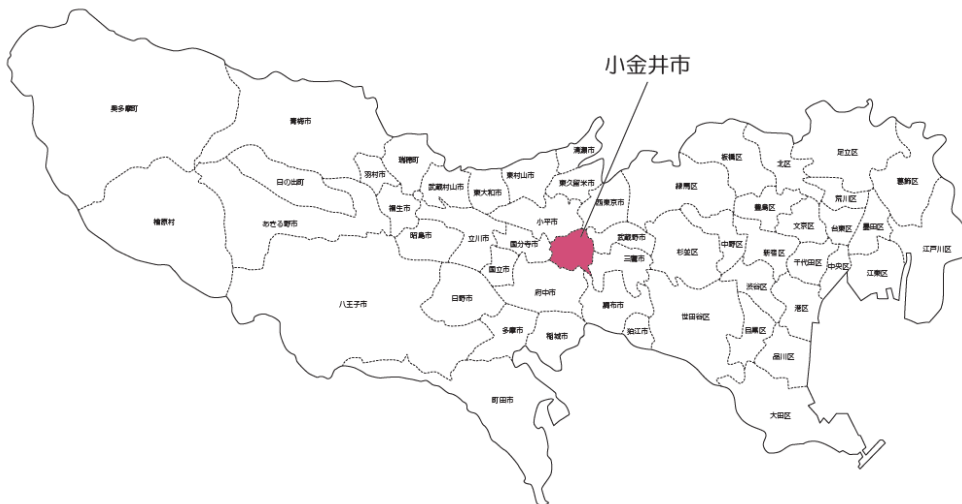 小金井市
奥多摩町
青梅市
瑞穂町
羽村市
日の出町
福生市
武蔵村山市
東大和市
東村山市
清瀬市
東久留米市
西東京市
檜原村
あきる野市
昭島市
立川市
小平市
国分寺市
国立市
武蔵野市
三鷹市
八王子市
日野市
府中市
調布市
狛江市
多摩市
稲城市
町田市
板橋区
北区
足立区
葛飾区
練馬区
豊島区
荒川区
文京区
台東区
墨田区
江戸川区
杉並区
中野区
新宿区
千代田区
中央区
江東区
渋谷区
港区
世田谷区
目黒区
品川区
大田区